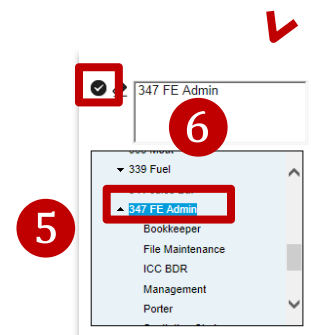 347 FE Admin
6
339 Fuel
5
347 FE Admin
Bookkeeper
File Maintenance
ICC BDR
Management
Porter